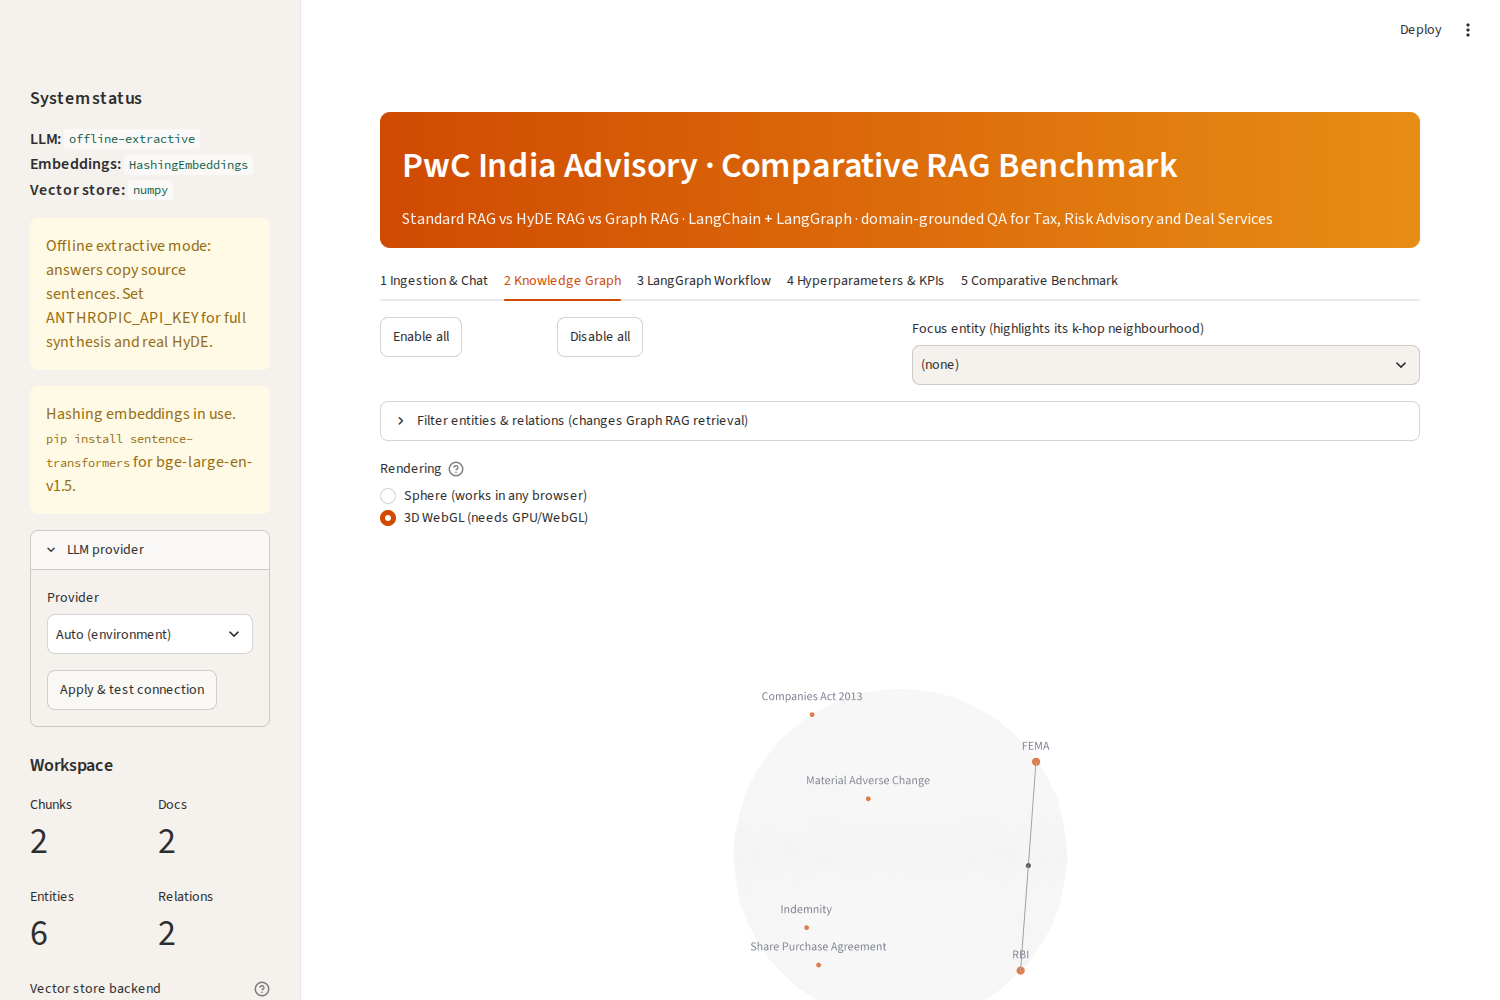 Deploy
System status
LLM: offline-extractive
Embeddings: HashingEmbeddings
Vector store: numpy
Offline extractive mode:
answers copy source
sentences. Set
ANTHROPIC_API_KEY for full
synthesis and real HyDE.
Hashing embeddings in use.
pip install sentence-
transformers for bge-large-en-
v1.5.
LLM provider
Provider
Auto (environment)
Apply & test connection
Workspace
Chunks Docs
2 2
Entities Relations
6 2
Vector store backend
PwC India Advisory · Comparative RAG Benchmark
Standard RAG vs HyDE RAG vs Graph RAG · LangChain + LangGraph · domain-grounded QA for Tax, Risk Advisory and Deal Services
1 Ingestion & Chat 2 Knowledge Graph 3 LangGraph Workflow 4 Hyperparameters & KPIs 5 Comparative Benchmark
Enable all Disable all
Focus entity (highlights its k-hop neighbourhood)
(none)
Filter entities & relations (changes Graph RAG retrieval)
Rendering
Sphere (works in any browser)
3D WebGL (needs GPU/WebGL)
Companies Act 2013
FEMA
Material Adverse Change
Indemnity
Share Purchase Agreement
RBI